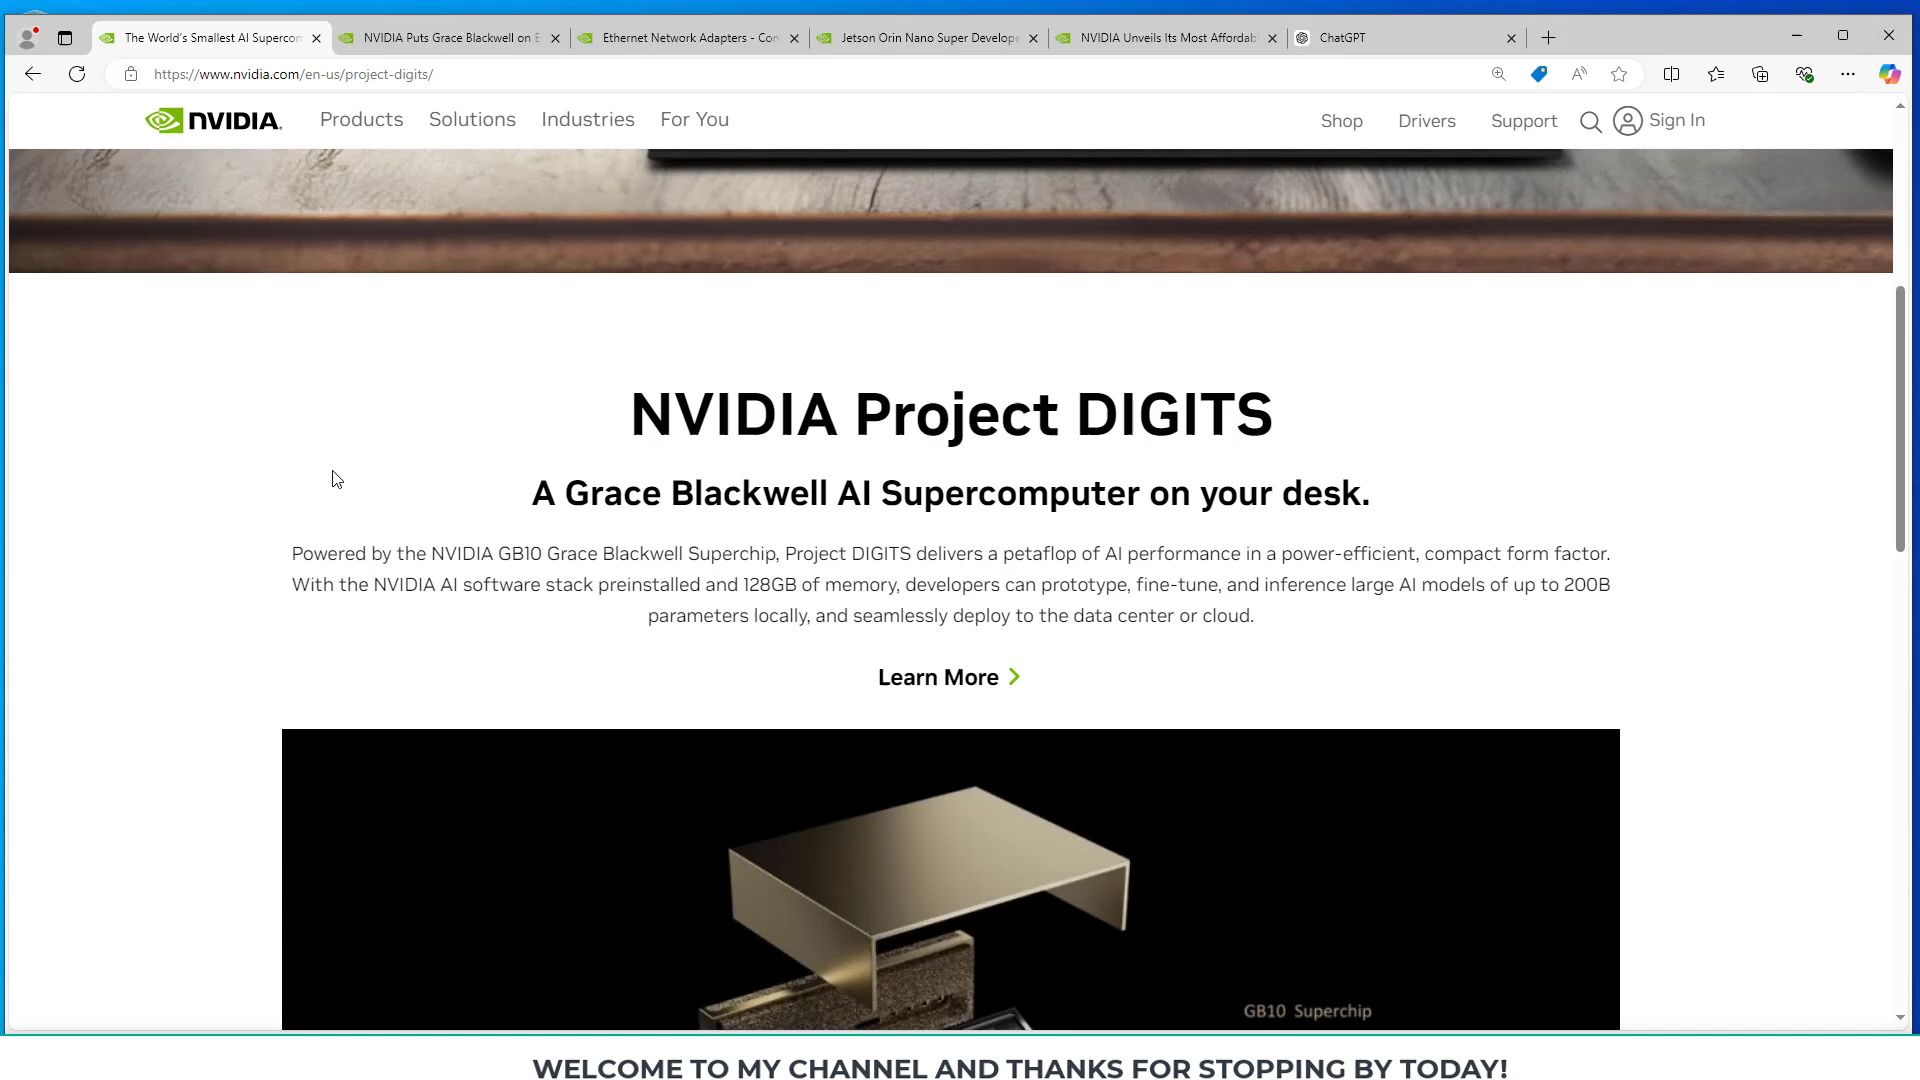 The World's Smallest AI Supercom
NVIDIA Puts Grace Blackwell on E
Ethernet Network Adapters - Con
Jetson Orin Nano Super Develope
NVIDIA Unveils Its Most Affordab
ChatGPT
https://www.nvidia.com/en-us/project-digits/
NVIDIA.
Products
Solutions
Industries
For You
Shop
Drivers
Support
Sign In
NVIDIA Project DIGITS
A Grace Blackwell AI Supercomputer on your desk.
Powered by the NVIDIA GB10 Grace Blackwell Superchip, Project DIGITS delivers a petaflop of AI performance in a power-efficient, compact form factor.
With the NVIDIA AI software stack preinstalled and 128GB of memory, developers can prototype, fine-tune, and inference large AI models of up to 200B
parameters locally, and seamlessly deploy to the data center or cloud.
Learn More
GB10 Superchip
WELCOME TO MY CHANNEL AND THANKS FOR STOPPING BY TODAY!